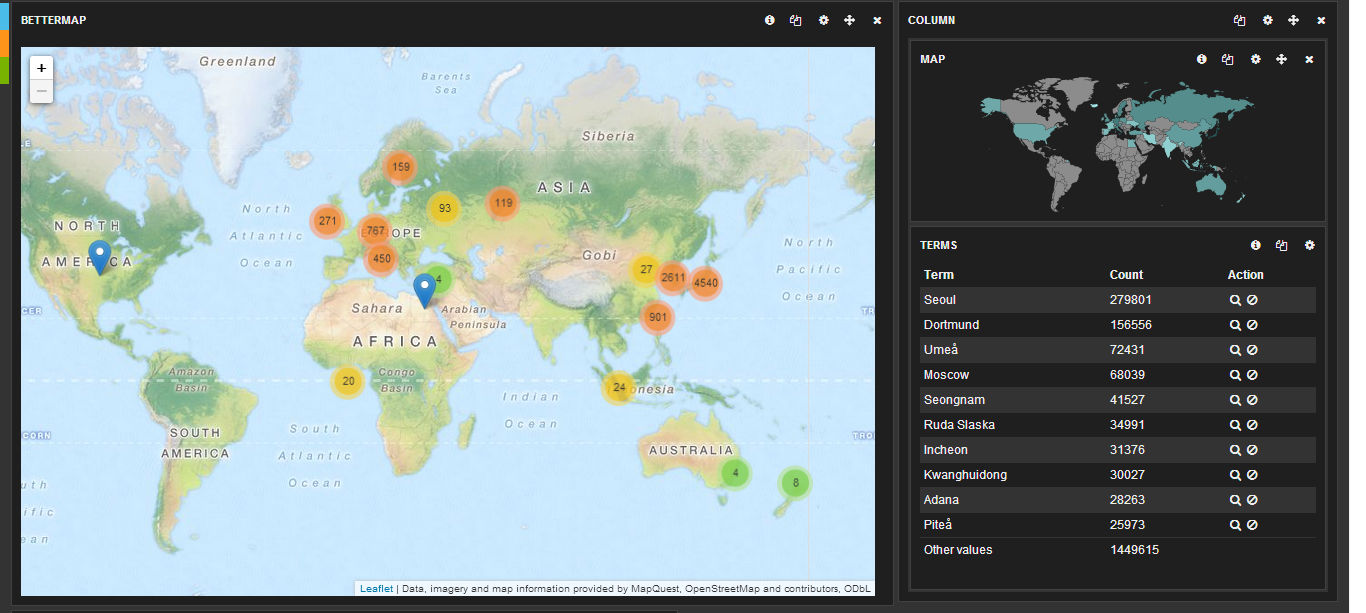 BETTERMAP
+
−
Greenland
Barents
Sea
Siberia
159
ASIA
119
93
NORTH
AMERICA
North
Atlantic
Ocean
271
767
EUROPE
450
4
Gobi
27
2611
4540
North
Pacific
Ocean
Sahara
Arabian
Peninsula
901
AFRICA
Amazon
Basin
20
Congo
Basin
24
onesia
Indian
Ocean
SOUTH
AMERICA
South
Atlantic
Ocean
AUSTRALIA
4
8
CER
TR
CORN
TRO
uth
ific
ean
Leaflet | Data, imagery and map information provided by MapQuest, OpenStreetMap and contributors, ODbL
COLUMN
MAP
TERMS
Term Count Action
Seoul 279801
Dortmund 156556
Umeå 72431
Moscow 68039
Seongnam 41527
Ruda Slaska 34991
Incheon 31376
Kwanghuidong 30027
Adana 28263
Piteå 25973
Other values 1449615